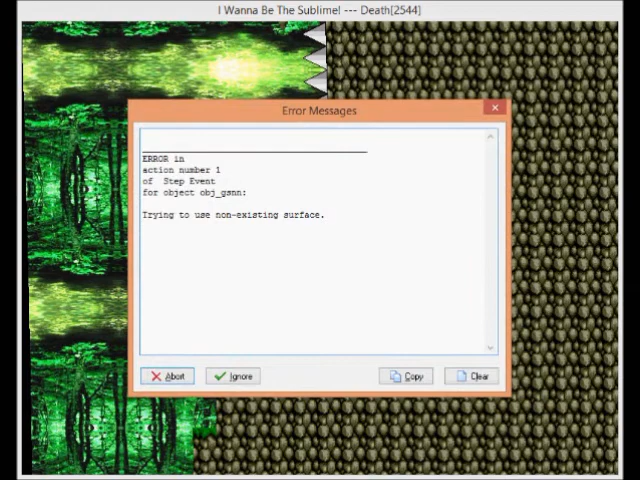 I Wanna Be The Sublime! --- Death[2544]
Error Messages
ERROR in
action number 1
of  Step Event
for object obj_gsnn:
Trying to use non-existing surface.
Abort
Ignore
Copy
Clear